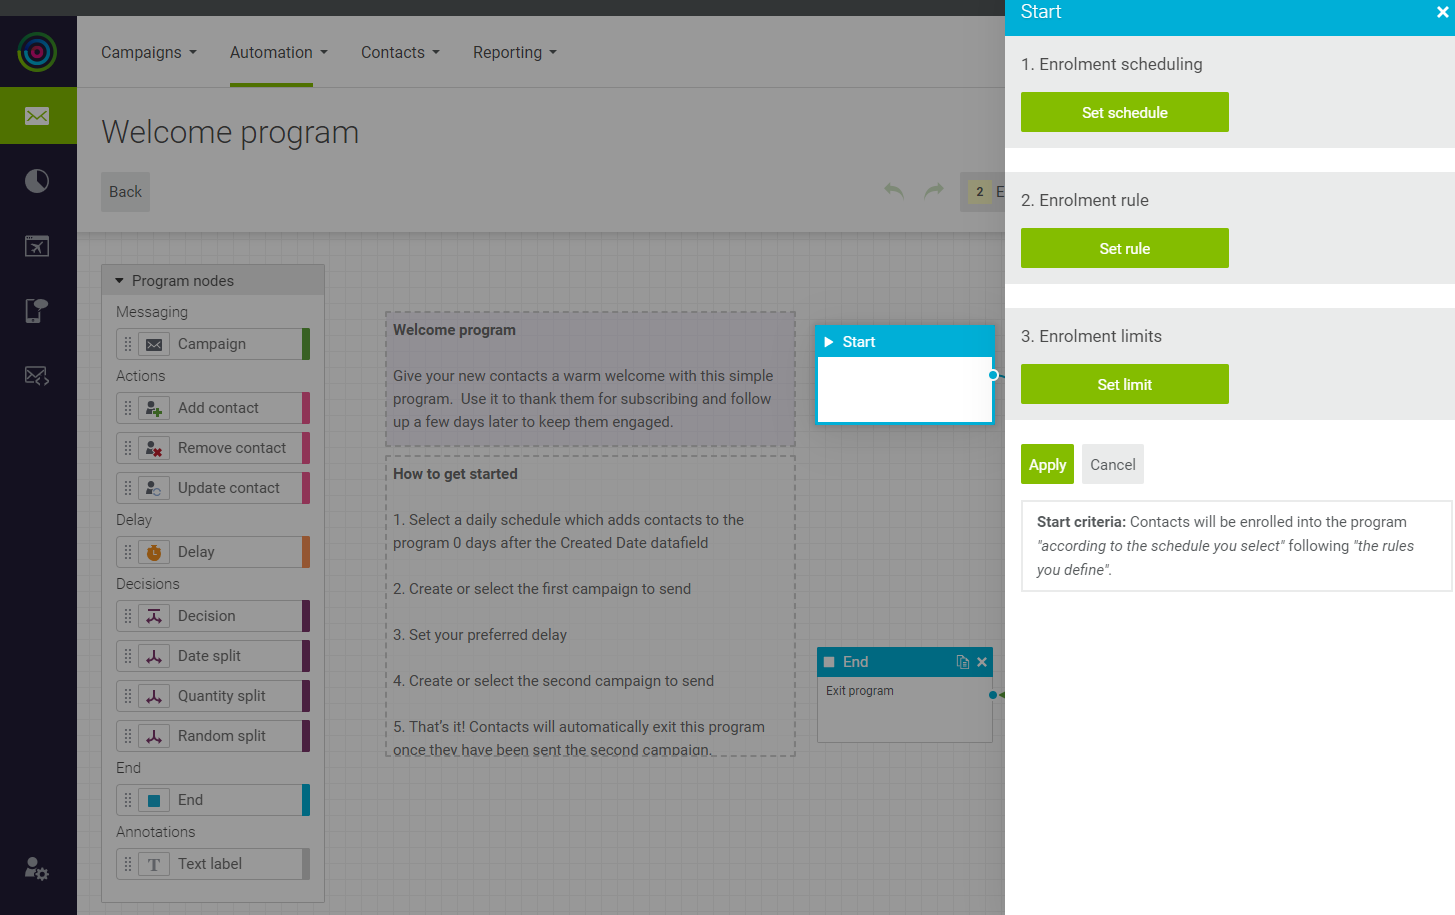 Campaigns
Automation
Contacts
Reporting
Welcome program
Back
2
Program nodes
Messaging
Campaign
Actions
Add contact
Remove contact
Update contact
Delay
Delay
Decisions
Decision
Date split
Quantity split
Random split
End
End
Annotations
T
Text label
Welcome program
Give your new contacts a warm welcome with this simple
program.  Use it to thank them for subscribing and follow
up a few days later to keep them engaged.
How to get started
1. Select a daily schedule which adds contacts to the
program 0 days after the Created Date datafield
2. Create or select the first campaign to send
3. Set your preferred delay
4. Create or select the second campaign to send
5. That's it! Contacts will automatically exit this program
once they have been sent the second campaign.
Start
End
Exit program
Start
1. Enrolment scheduling
Set schedule
2. Enrolment rule
Set rule
3. Enrolment limits
Set limit
Apply
Cancel
Start criteria: Contacts will be enrolled into the program
"according to the schedule you select" following "the rules
you define".